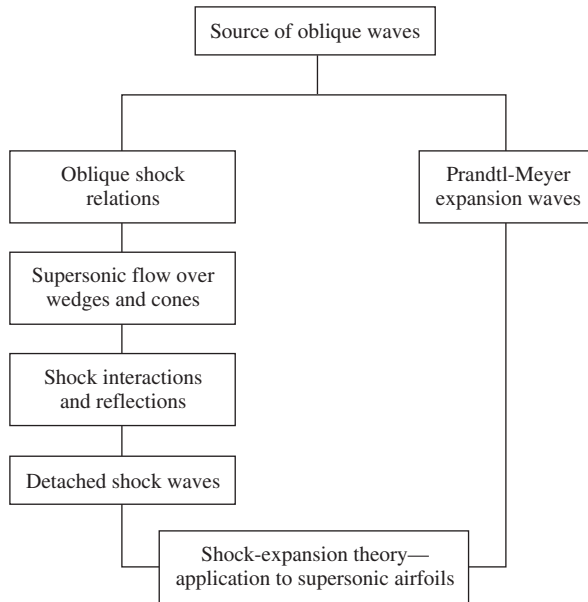 Source of oblique waves
Oblique shock
relations
Prandtl-Meyer
expansion waves
Supersonic flow over
wedges and cones
Shock interactions
and reflections
Detached shock waves
Shock-expansion theory—
application to supersonic airfoils